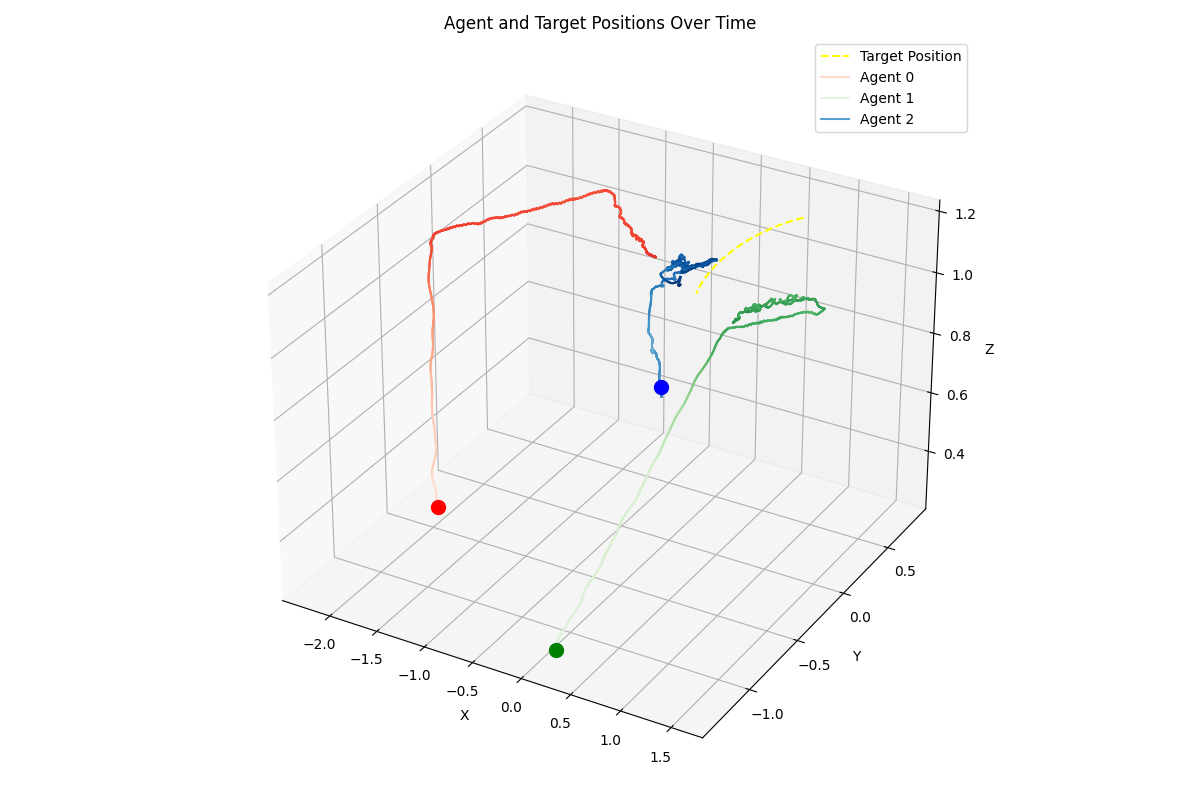 Agent and Target Positions Over Time
Target Position
Agent 0
Agent 1
Agent 2
1.2
1.0
0.8
Z
0.6
0.4
0.5
0.0
Y
−0.5
−1.0
−2.0
−1.5
−1.0
−0.5
X
0.0
0.5
1.0
1.5